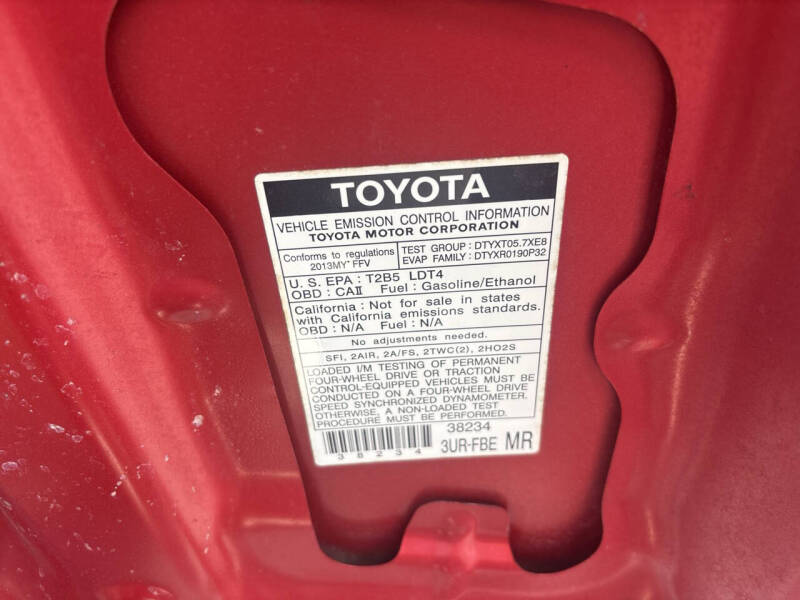 TOYOTA
VEHICLE EMISSION CONTROL INFORMATION
TOYOTA MOTOR CORPORATION
Conforms to regulations
2013MY* FFV
TEST GROUP : DTYXT05.7XE8
EVAP FAMILY : DTYXR0190P32
U. S. EPA : T2B5 LDT4
OBD : CAII Fuel : Gasoline/Ethanol
California : Not for sale in states
with California emissions standards.
OBD : N/A Fuel : N/A
No adjustments needed.
SFI, 2AIR, 2A/FS, 2TWC(2), 2HO2S
LOADED I/M TESTING OF PERMANENT
FOUR-WHEEL DRIVE OR TRACTION
CONTROL-EQUIPPED VEHICLES MUST BE
CONDUCTED ON A FOUR-WHEEL DRIVE
SPEED SYNCHRONIZED DYNAMOMETER.
OTHERWISE, A NON-LOADED TEST
PROCEDURE MUST BE PERFORMED.
38234
38234
3UR-FBE MR